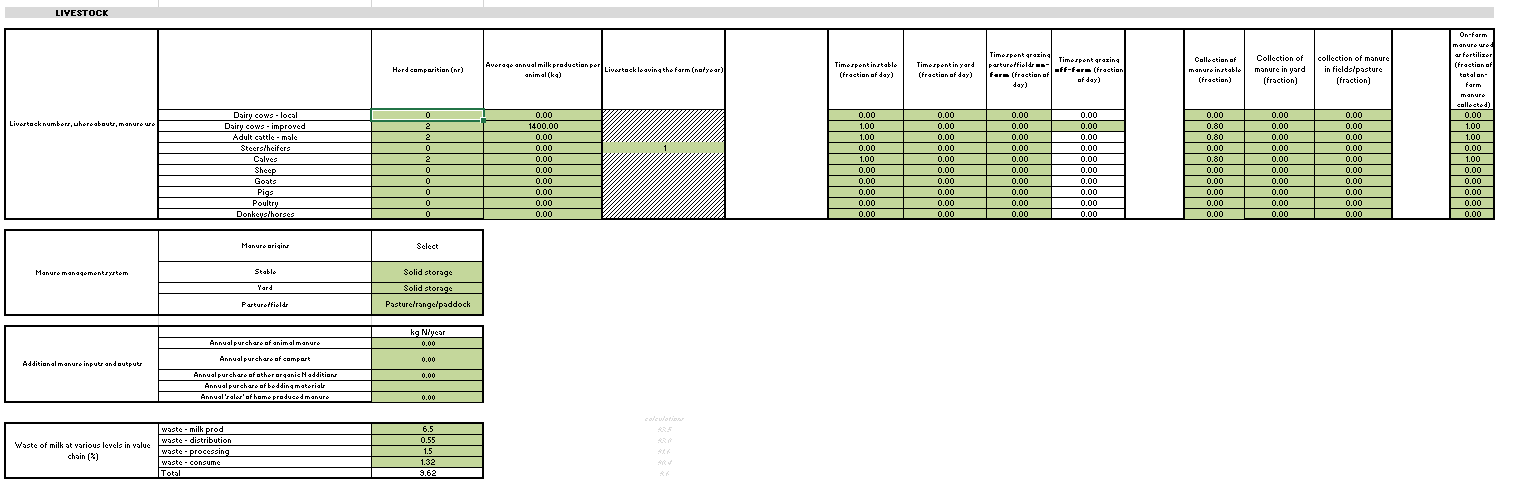 LIVESTOCK
Livestock numbers, whereabouts, manure use
Herd composition (nr)
Average annual milk production per animal (kg)
Livestock leaving the farm (no/year)
Time spent in stable (fraction of day)
Time spent in yard (fraction of day)
Time spent grazing pasture/fields on-farm (fraction of day)
Time spent grazing off-farm (fraction of day)
Collection of manure in stable (fraction)
Collection of manure in yard (fraction)
collection of manure in fields/pasture (fraction)
On-farm manure used as fertilizer (fraction of total on-farm manure collected)
Dairy cows - local 0 0.00 0.00 0.00 0.00 0.00 0.00 0.00 0.00 0.00
Dairy cows - improved 2 1400.00 1.00 0.00 0.00 0.00 0.80 0.00 0.00 1.00
Adult cattle - male 2 0.00 1.00 0.00 0.00 0.00 0.80 0.00 0.00 1.00
Steers/heifers 0 0.00 1 0.00 0.00 0.00 0.00 0.00 0.00 0.00 0.00
Calves 2 0.00 1.00 0.00 0.00 0.00 0.80 0.00 0.00 1.00
Sheep 0 0.00 0.00 0.00 0.00 0.00 0.00 0.00 0.00 0.00
Goats 0 0.00 0.00 0.00 0.00 0.00 0.00 0.00 0.00 0.00
Pigs 0 0.00 0.00 0.00 0.00 0.00 0.00 0.00 0.00 0.00
Poultry 0 0.00 0.00 0.00 0.00 0.00 0.00 0.00 0.00 0.00
Donkeys/horses 0 0.00 0.00 0.00 0.00 0.00 0.00 0.00 0.00 0.00
Manure management system
Manure origins Select
Stable Solid storage
Yard Solid storage
Pasture/fields Pasture/range/paddock
Additional manure inputs and outputs
kg N/year
Annual purchase of animal manure 0.00
Annual purchase of compost 0.00
Annual purchase of other organic N additions 0.00
Annual purchase of bedding materials
Annual 'sales' of home produced manure 0.00
Waste of milk at various levels in value chain (%)
calculations
waste - milk prod 6.5
waste - distribution 0.55
waste - processing 1.5
waste - consume 1.32
Total 9.62